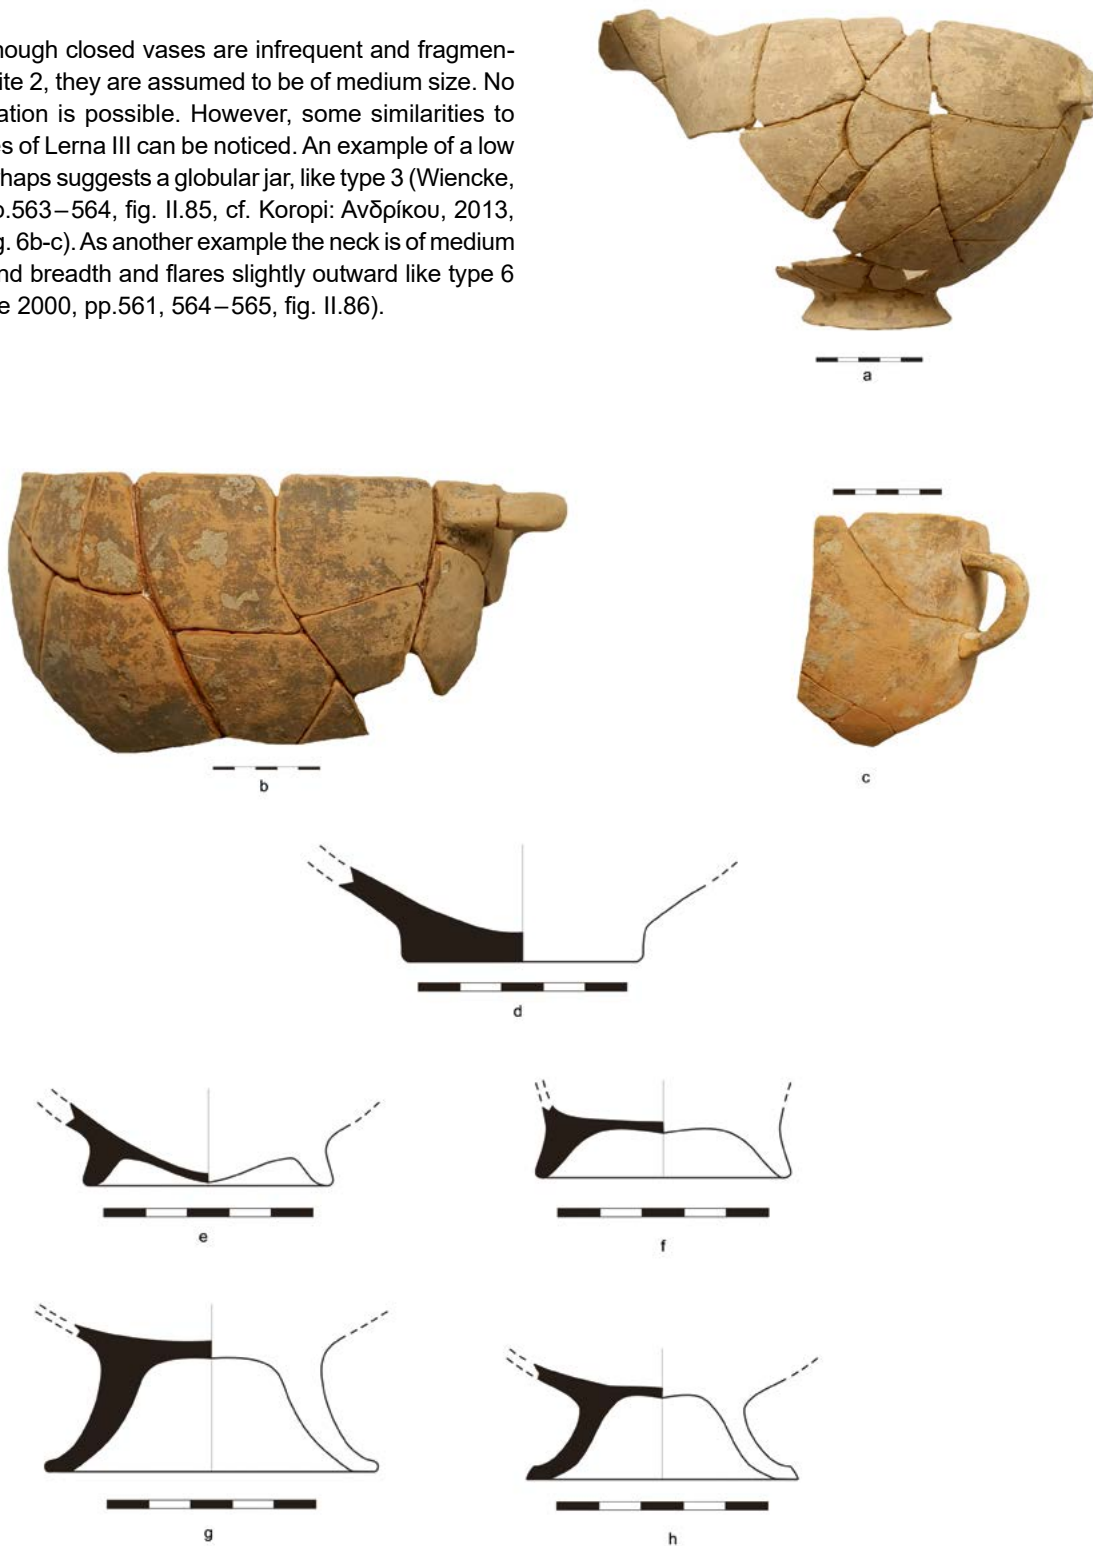 hough closed vases are infrequent and fragmen-
ite 2, they are assumed to be of medium size. No
ation is possible. However, some similarities to
es of Lerna III can be noticed. An example of a low
haps suggests a globular jar, like type 3 (Wiencke,
p.563–564, fig. II.85, cf. Koropi: Ανδρίκου, 2013,
g. 6b-c). As another example the neck is of medium
nd breadth and flares slightly outward like type 6
e 2000, pp.561, 564–565, fig. II.86).
a
b
c
d
e
f
g
h